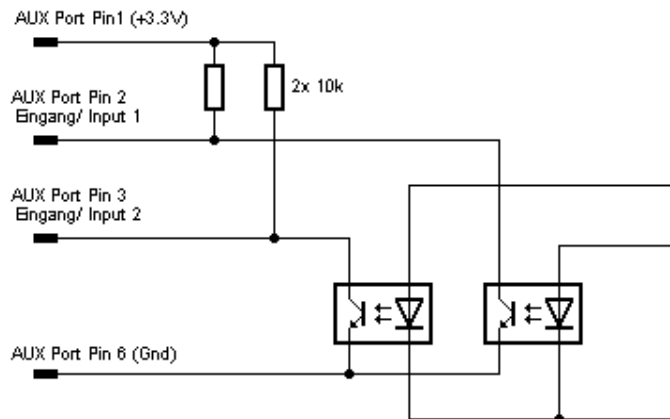 AUX Port Pin1 (+3.3V)
2x 10k
AUX Port Pin 2
Eingang/ Input 1
AUX Port Pin 3
Eingang/ Input 2
AUX Port Pin 6 (Gnd)